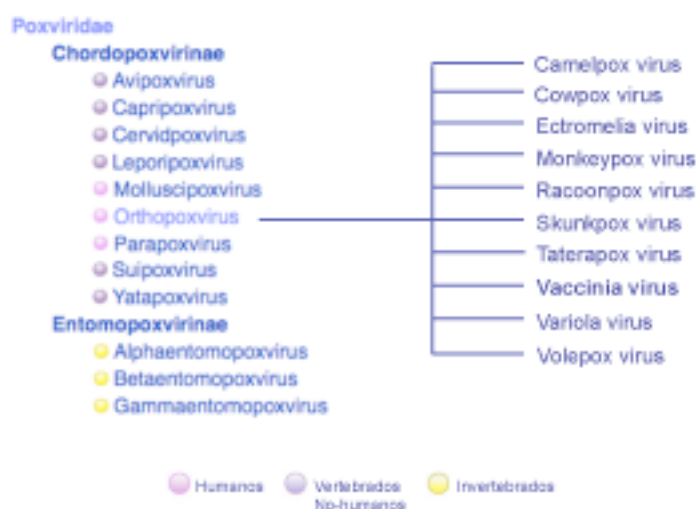 Poxviridae
Chordopoxvirinae
Avipoxvirus
Capripoxvirus
Cervidpoxvirus
Leporipoxvirus
Molluscipoxvirus
Orthopoxvirus
Parapoxvirus
Suipoxvirus
Yatapoxvirus
Entomopoxvirinae
Alphaentomopoxvirus
Betaentomopoxvirus
Gammaentomopoxvirus
Camelpox virus
Cowpox virus
Ectromelia virus
Monkeypox virus
Racoonpox virus
Skunkpox virus
Taterapox virus
Vaccinia virus
Variola virus
Volepox virus
Humanos
Vertebrados
No-humanos
Invertebrados